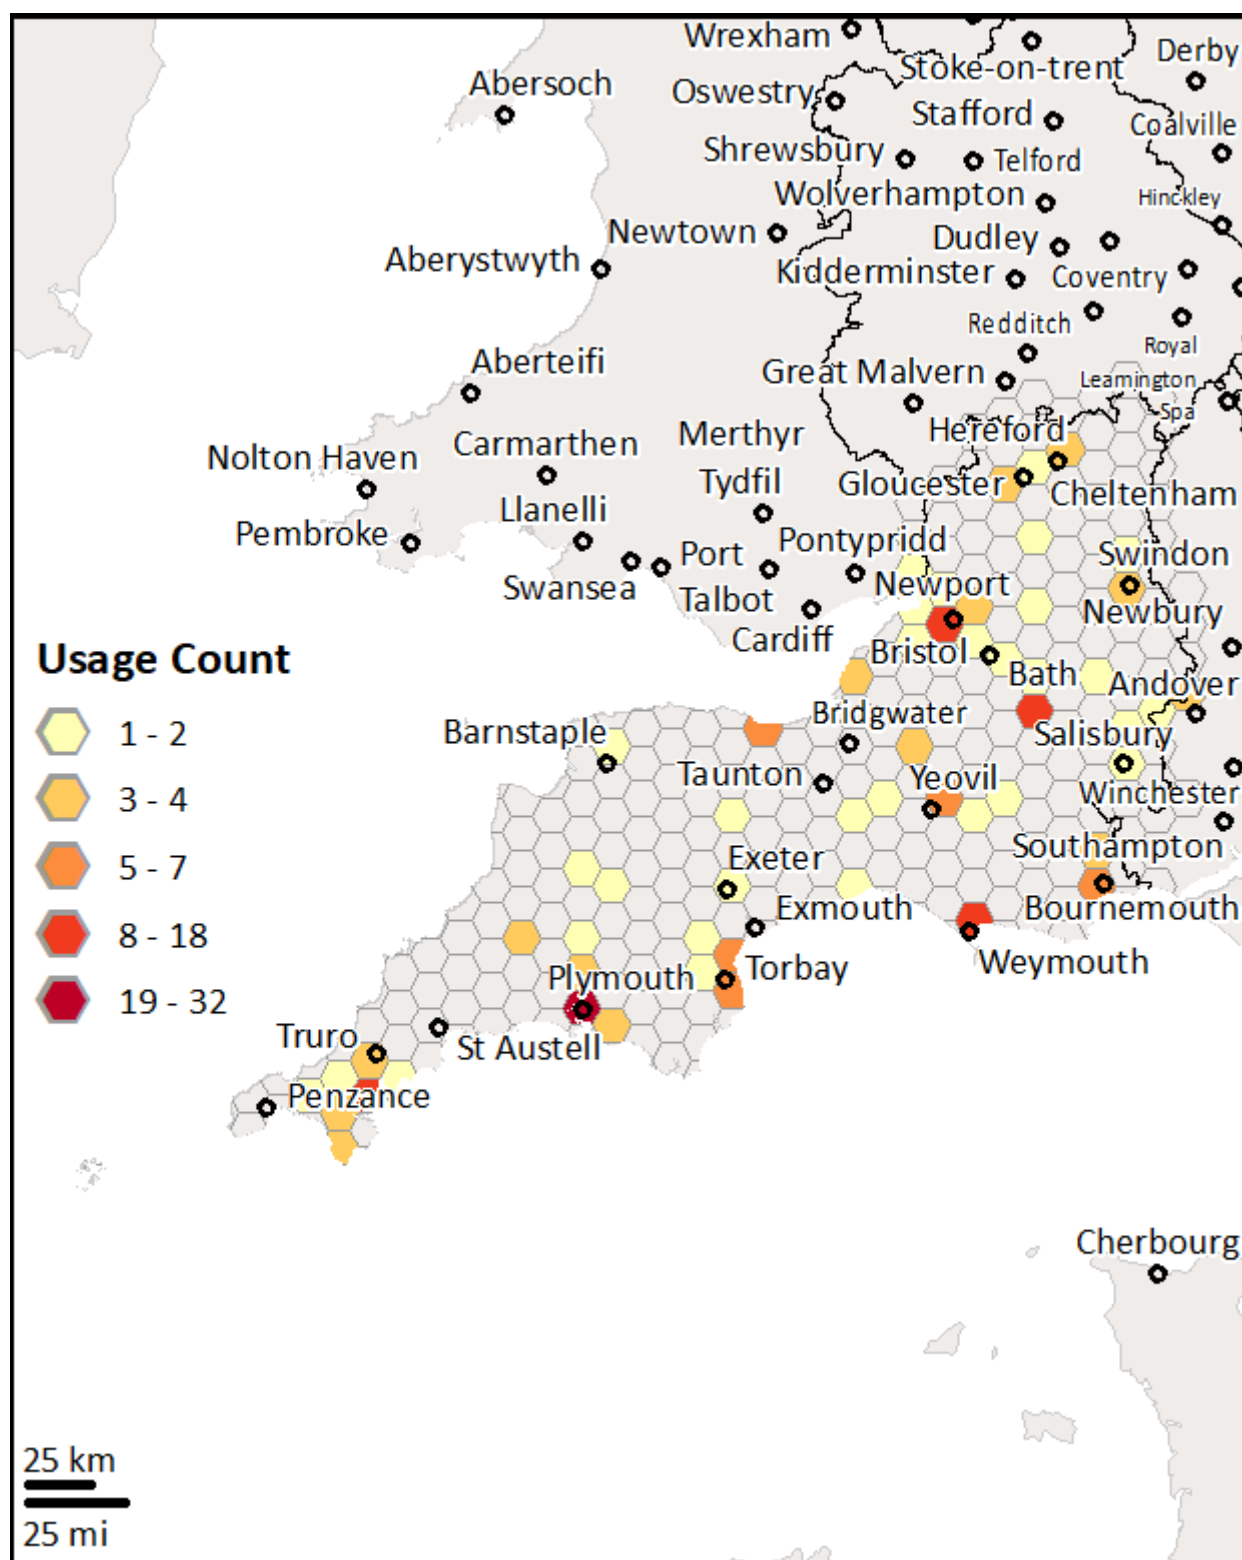 Wrexham
Stoke-on-trent
Derby
Abersoch
Oswestry
Stafford
Coalville
Shrewsbury
Telford
Wolverhampton
Hinckley
Newtown
Dudley
Aberystwyth
Kidderminster
Coventry
Redditch
Royal
Leamington
Spa
Aberteifi
Great Malvern
Nolton Haven
Carmarthen
Merthyr
Tydfil
Hereford
Gloucester
Cheltenham
Llanelli
Pembroke
Swansea
Port
Talbot
Pontypridd
Swindon
Newport
Newbury
Cardiff
Bristol
Bath
Andover
Usage Count
1 - 2
3 - 4
5 - 7
8 - 18
19 - 32
Barnstaple
Bridgwater
Salisbury
Taunton
Yeovil
Winchester
Exeter
Southampton
Exmouth
Bournemouth
Plymouth
Torbay
Weymouth
Truro
St Austell
Penzance
Cherbourg
25 km
25 mi